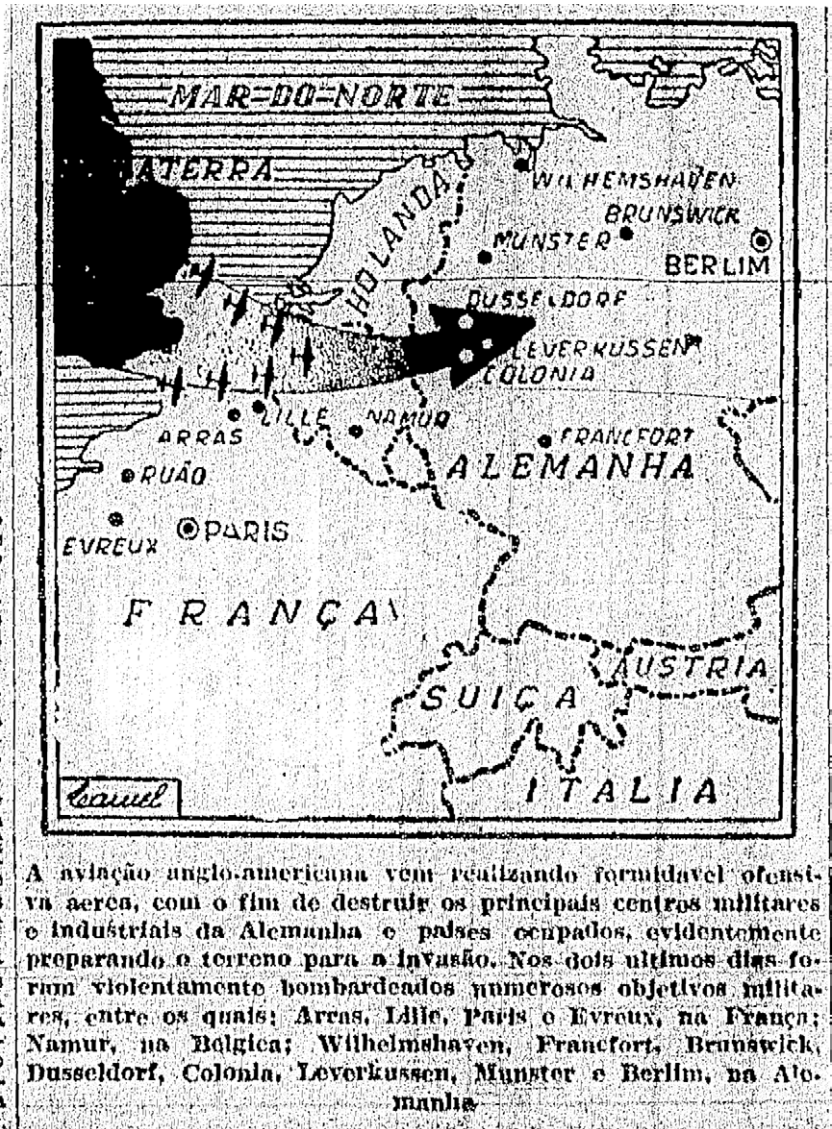 MAR DO NORTE
ATERRA
HOLANDA
WILHEMSHAVEN
BRUNSWICK
MUNSTER
BERLIM
DUSSELDORF
LEVERKUSSEN
COLONIA
LILLE
NAMUR
ARRAS
FRANCFORT
ALEMANHA
RUÃO
PARIS
EVREUX
FRANÇA
AUSTRIA
SUIÇA
ITALIA
A aviação anglo-americana vem realizando formidavel ofensi-
va aerea, com o fim de destruir os principais centros militares
e industriais da Alemanha e paises ocupados, evidentemente
preparando o terreno para a invasão. Nos dois ultimos dias fo-
ram violentamente bombardeados numerosos objetivos milita-
res, entre os quais: Arras, Lille, Paris e Evreux, na França;
Namur, na Belgica; Wilhelmshaven, Francfort, Brunswick,
Dusseldorf, Colonia, Leverkussen, Munster e Berlim, na Ale-
manha